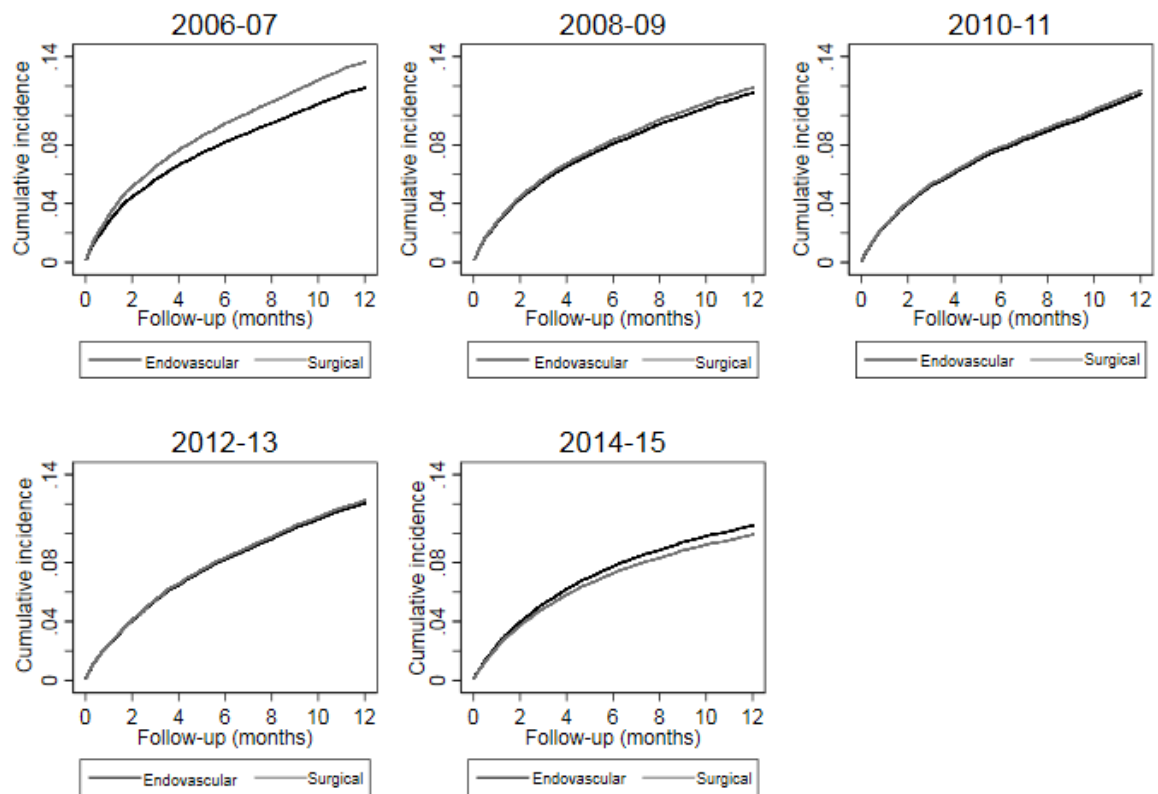 2006-07
Cumulative incidence
.14
.08
.04
0
0 2 4 6 8 10 12
Follow-up (months)
Endovascular Surgical
2008-09
Cumulative incidence
.14
.08
.04
0
0 2 4 6 8 10 12
Follow-up (months)
Endovascular Surgical
2010-11
Cumulative incidence
.14
.08
.04
0
0 2 4 6 8 10 12
Follow-up (months)
Endovascular Surgical
2012-13
Cumulative incidence
.14
.08
.04
0
0 2 4 6 8 10 12
Follow-up (months)
Endovascular Surgical
2014-15
Cumulative incidence
.14
.08
.04
0
0 2 4 6 8 10 12
Follow-up (months)
Endovascular Surgical